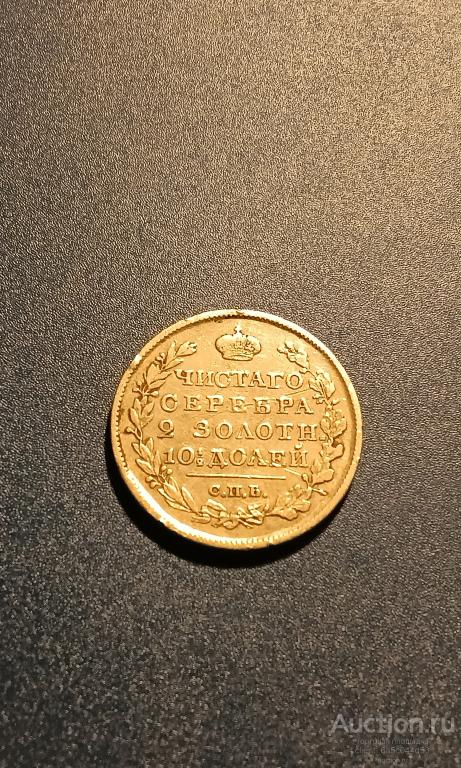 ЧИСТАГО
СЕРЕБРА
2 ЗОЛОТН.
10½ ДОЛЕЙ
С.П.Б.
Auction.ru